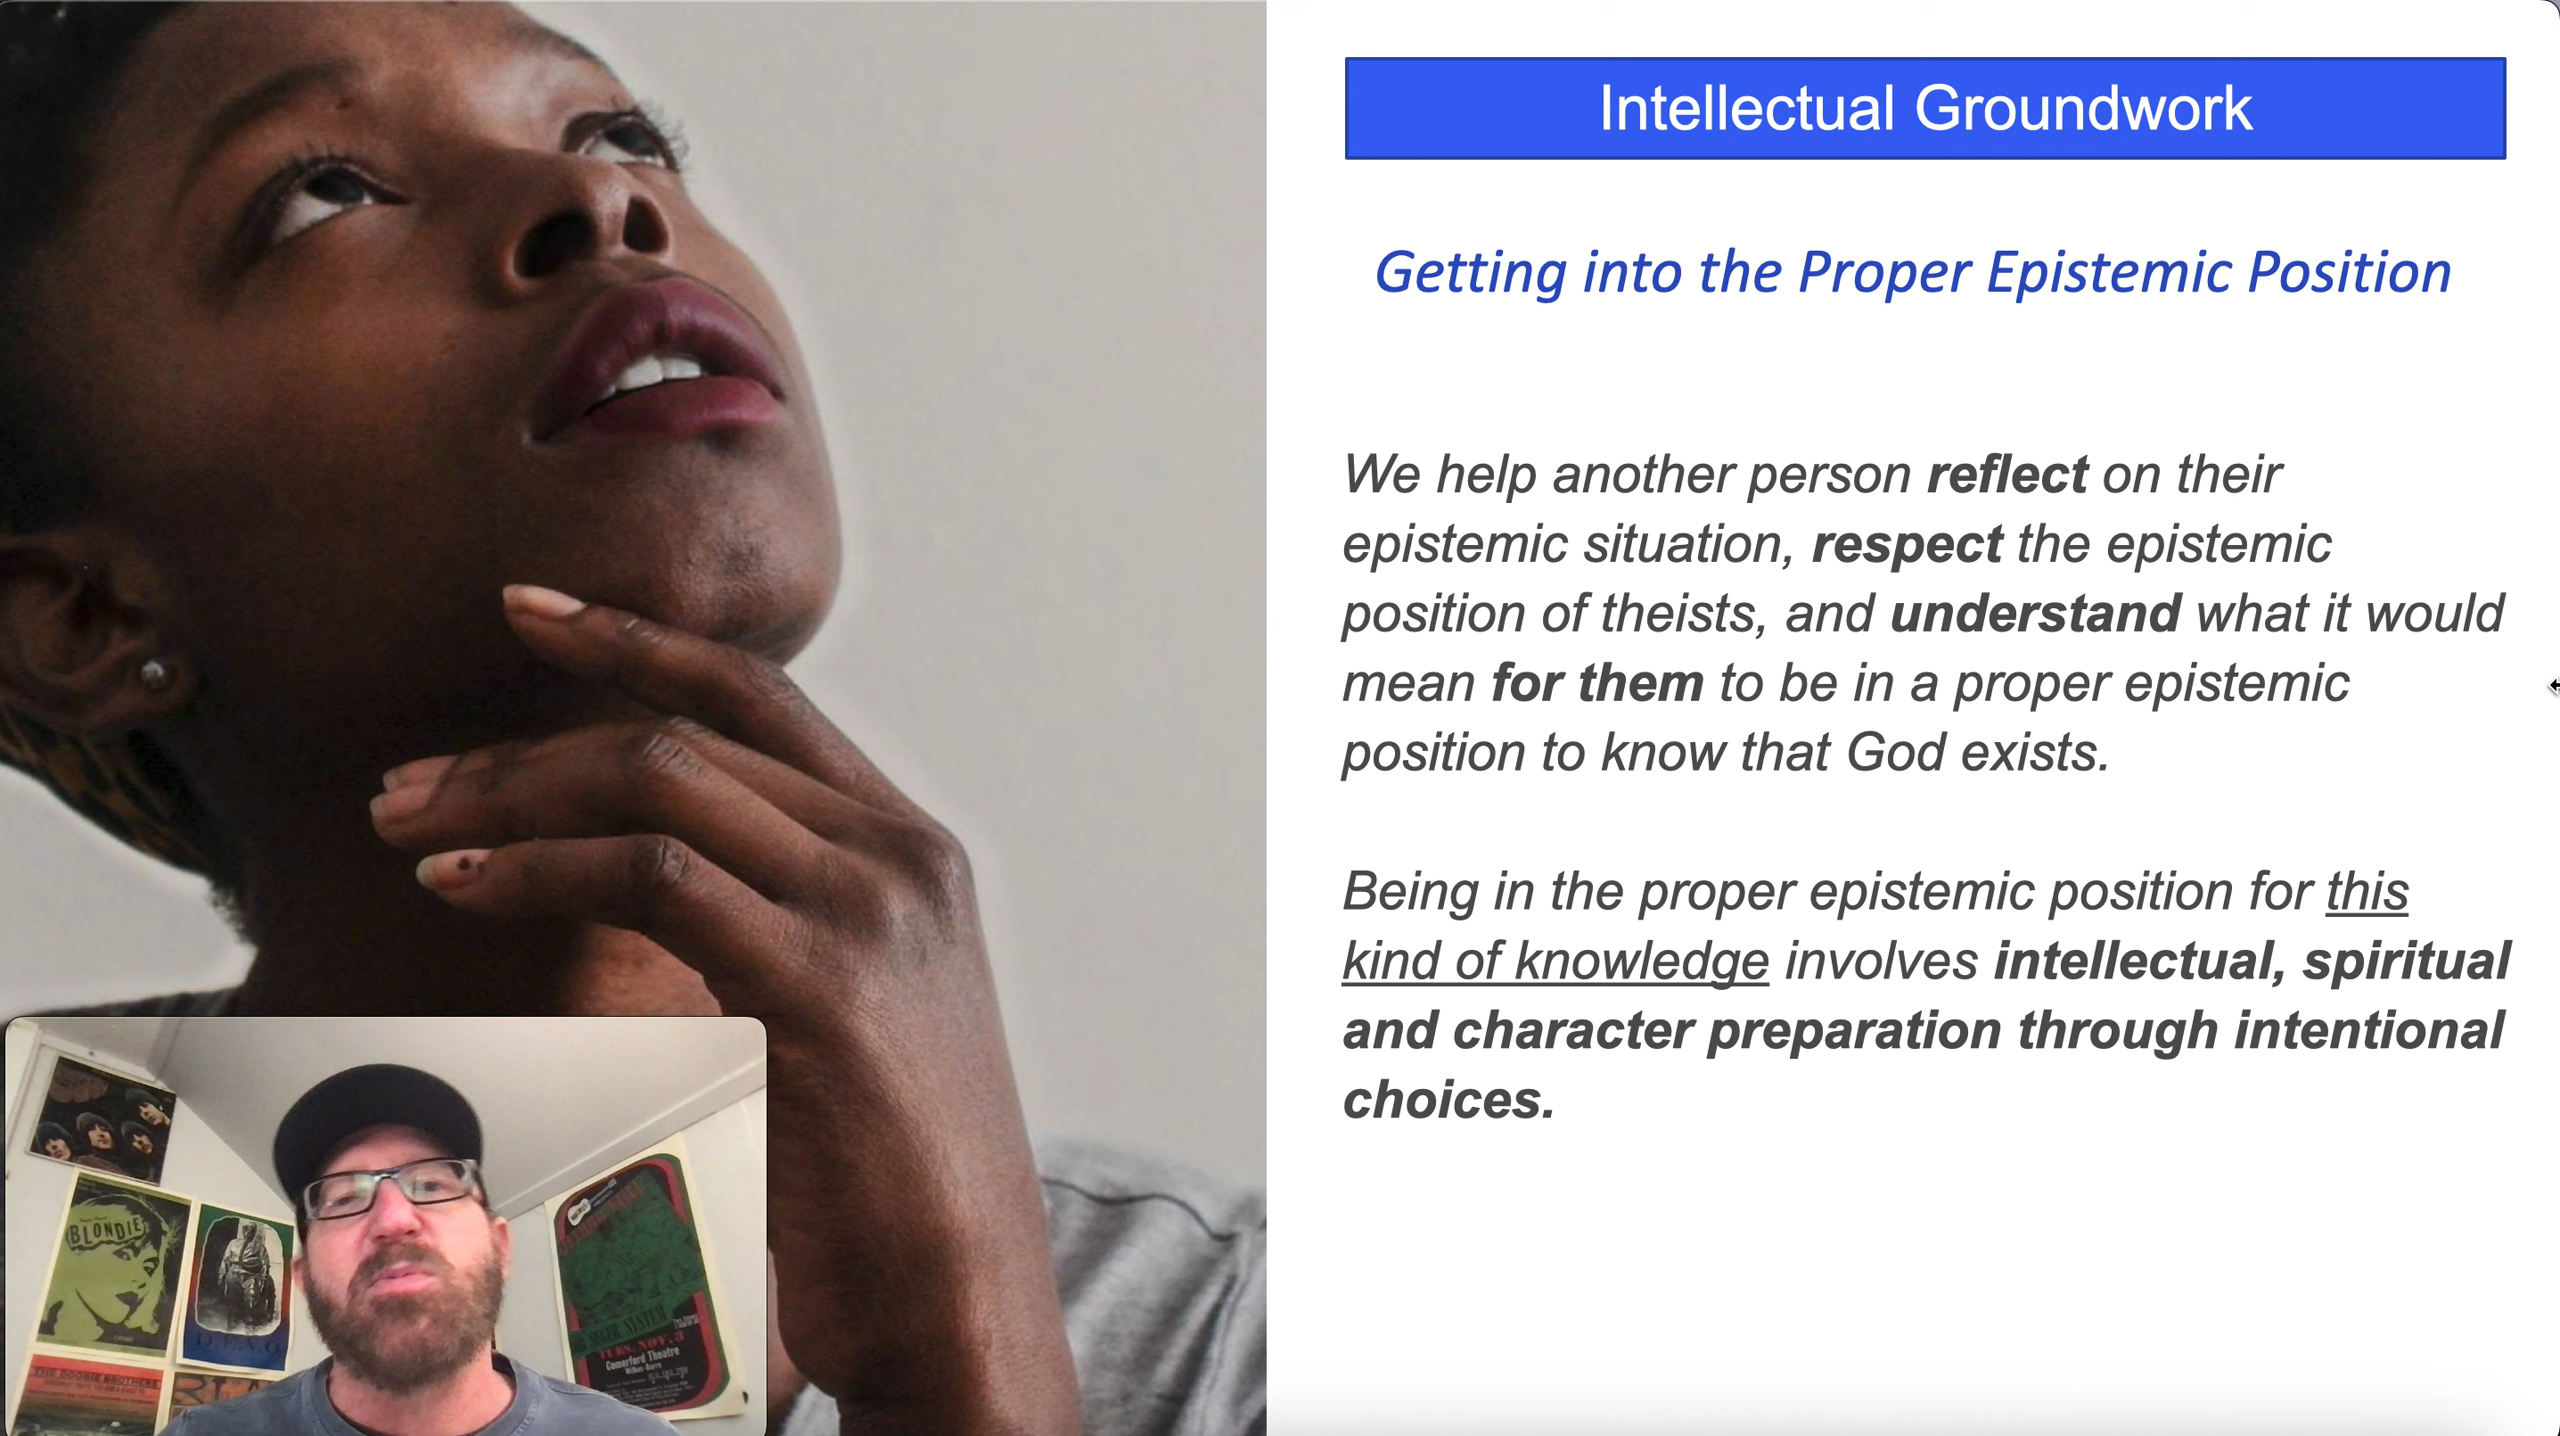 Intellectual Groundwork
Getting into the Proper Epistemic Position
We help another person reflect on their
epistemic situation, respect the epistemic
position of theists, and understand what it would
mean for them to be in a proper epistemic
position to know that God exists.
Being in the proper epistemic position for this
kind of knowledge involves intellectual, spiritual
and character preparation through intentional
choices.
BLONDIE
D.E.V.O
THE DOOBIE BROTHERS
TUES. NOV. 3
Comerford Theatre
Wilkes-Barre